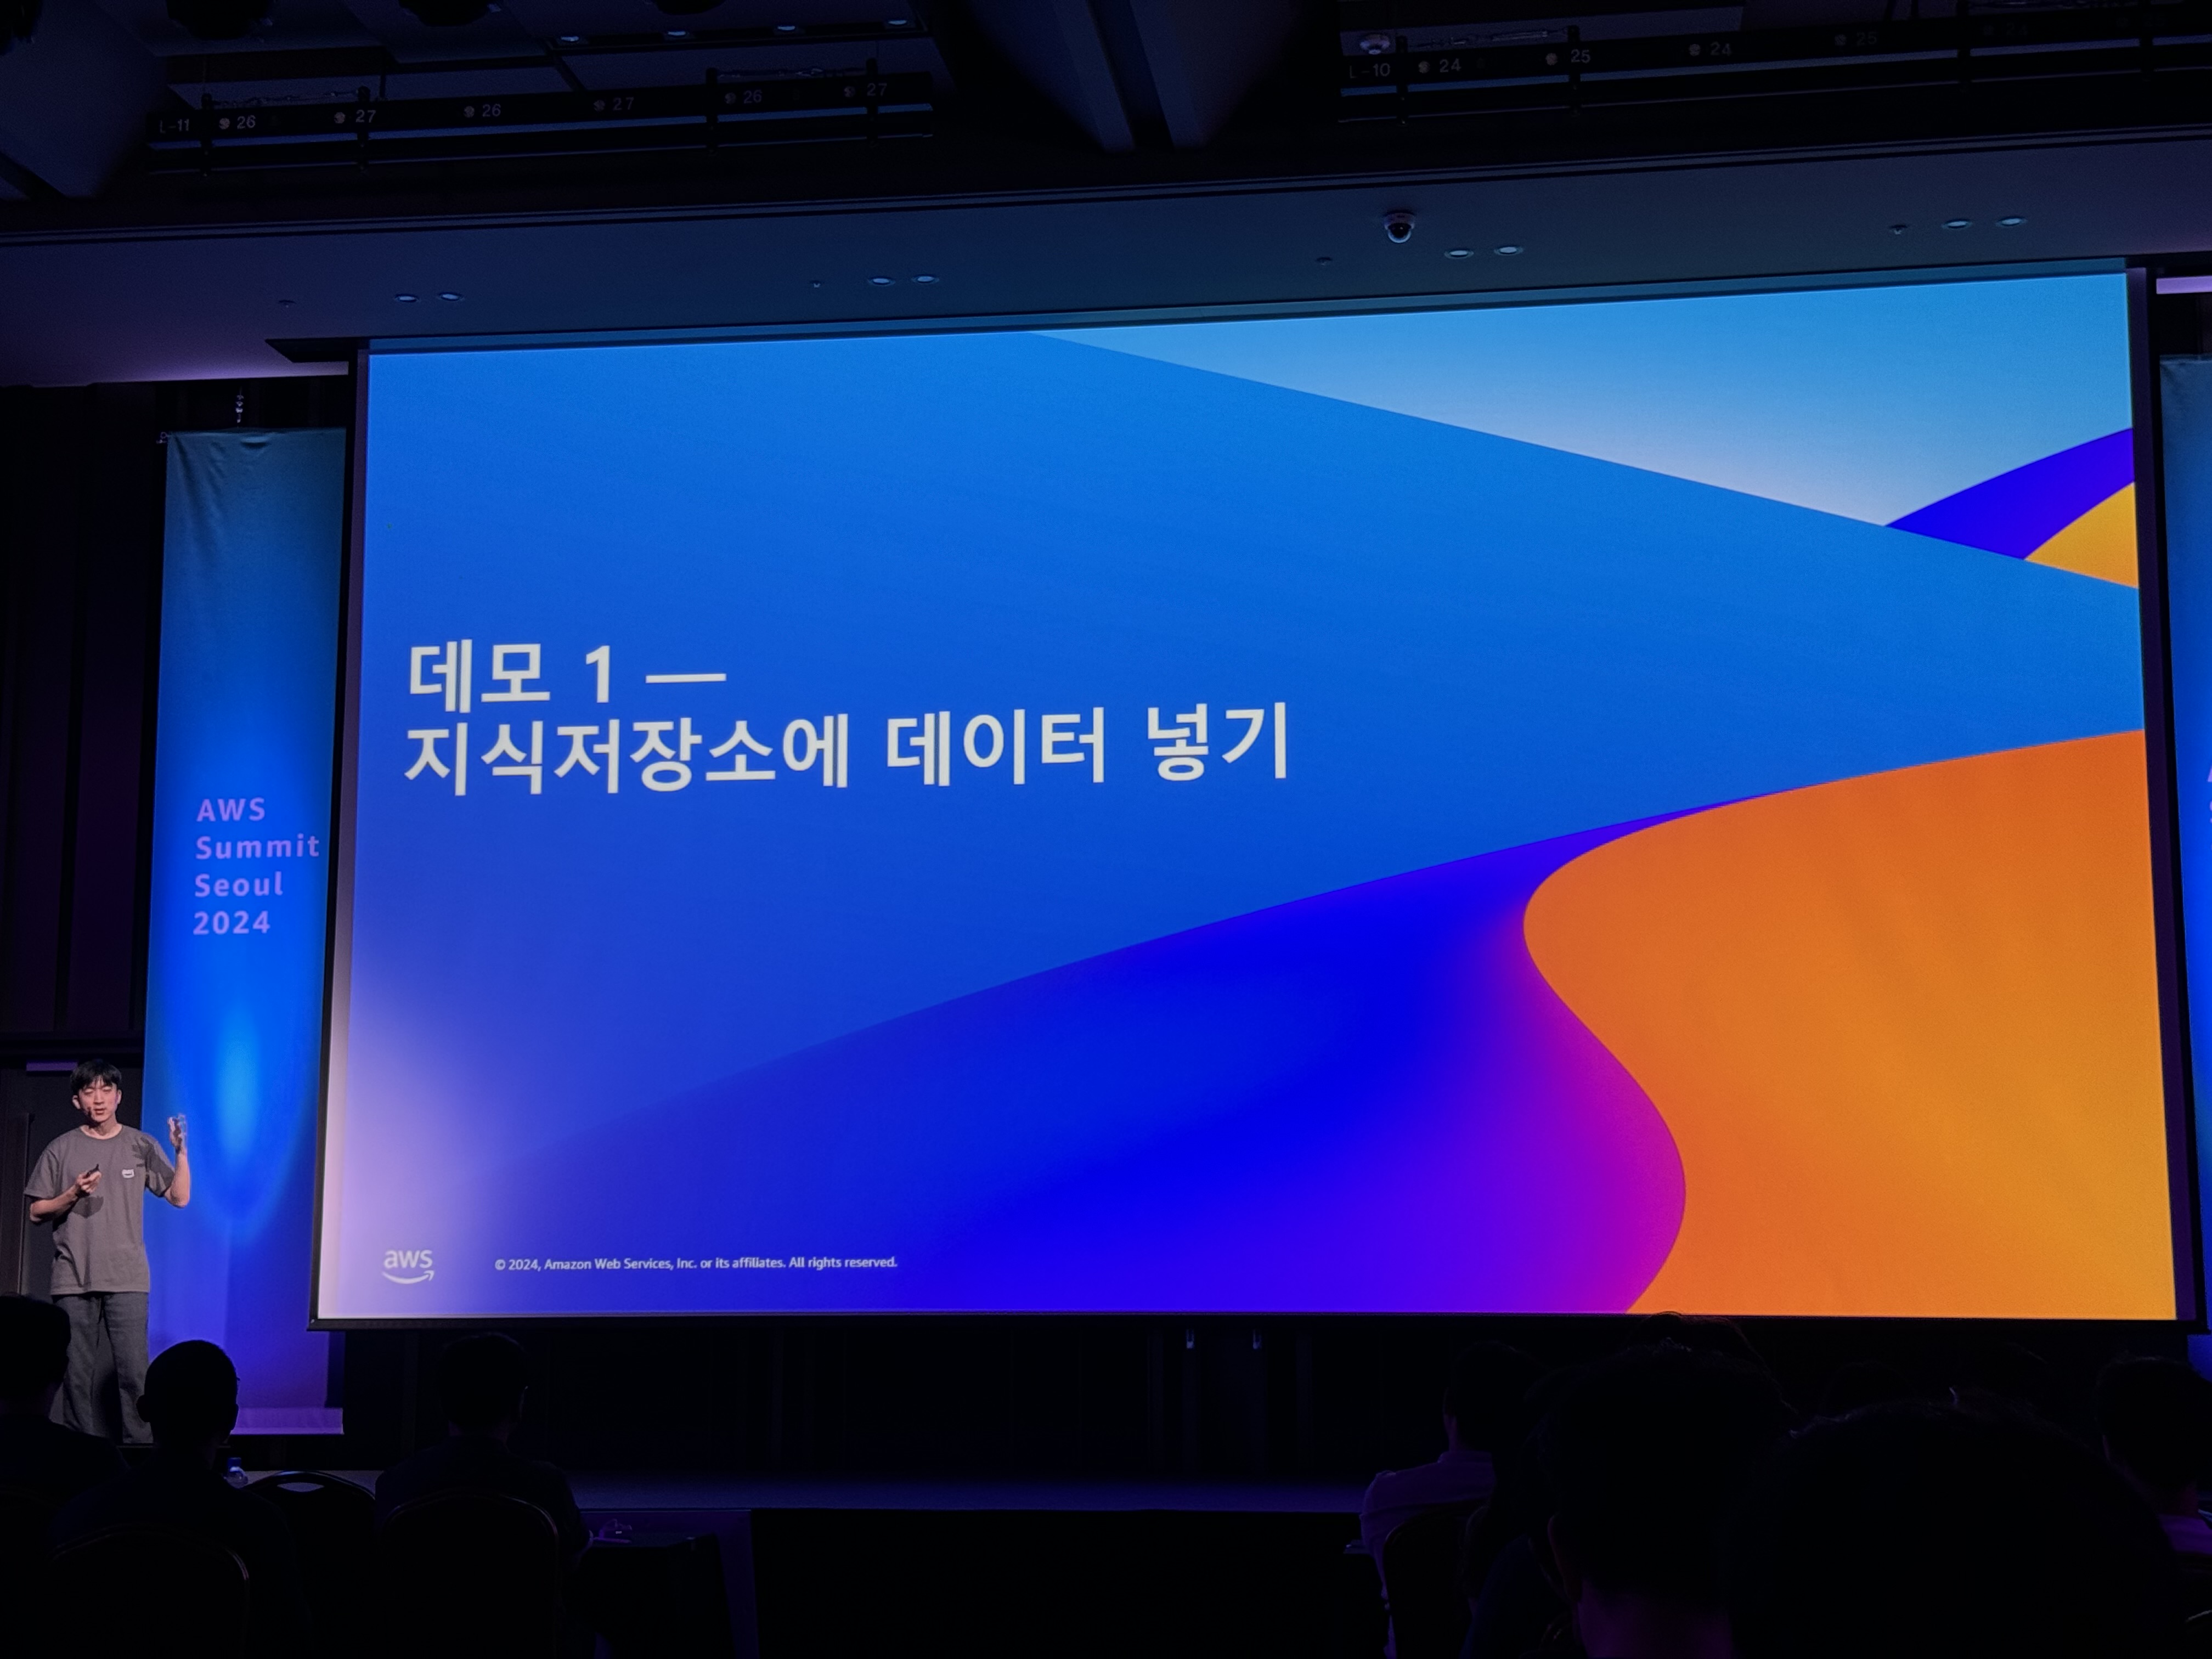 L-11 26 27 26 27 26 27
L-10 24 25 24 25
데모 1 —
지식저장소에 데이터 넣기
AWS
Summit
Seoul
2024
aws
© 2024, Amazon Web Services, Inc. or its affiliates. All rights reserved.